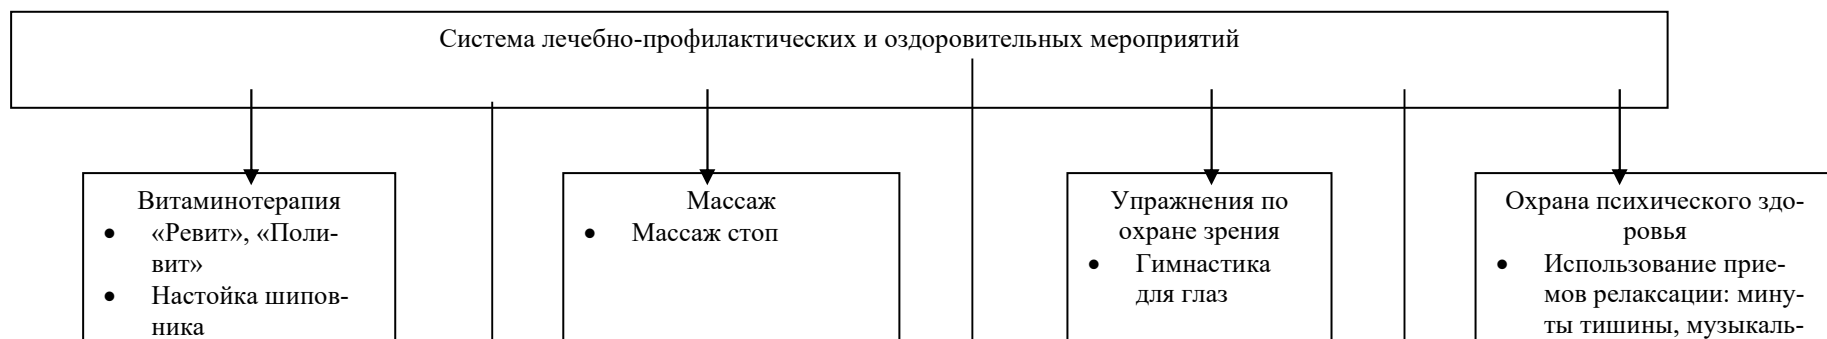 Система лечебно-профилактических и оздоровительных мероприятий
Витаминотерапия
• «Ревит», «Поли-
вит»
• Настойка шипов-
ника
Массаж
• Массаж стоп
Упражнения по
охране зрения
• Гимнастика
для глаз
Охрана психического здо-
ровья
• Использование прие-
мов релаксации: мину-
ты тишины, музыкаль-